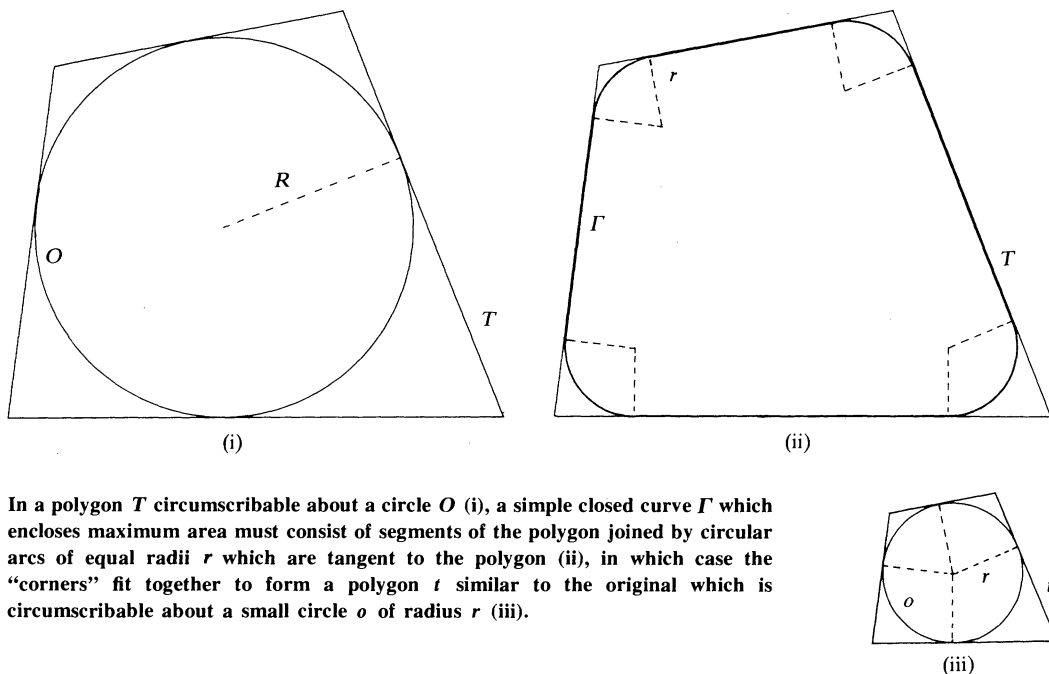 R
O
T
(i)
r
Γ
T
(ii)
In a polygon T circumscribable about a circle O (i), a simple closed curve Γ which
encloses maximum area must consist of segments of the polygon joined by circular
arcs of equal radii r which are tangent to the polygon (ii), in which case the
“corners” fit together to form a polygon t similar to the original which is
circumscribable about a small circle o of radius r (iii).
r
o
(iii)